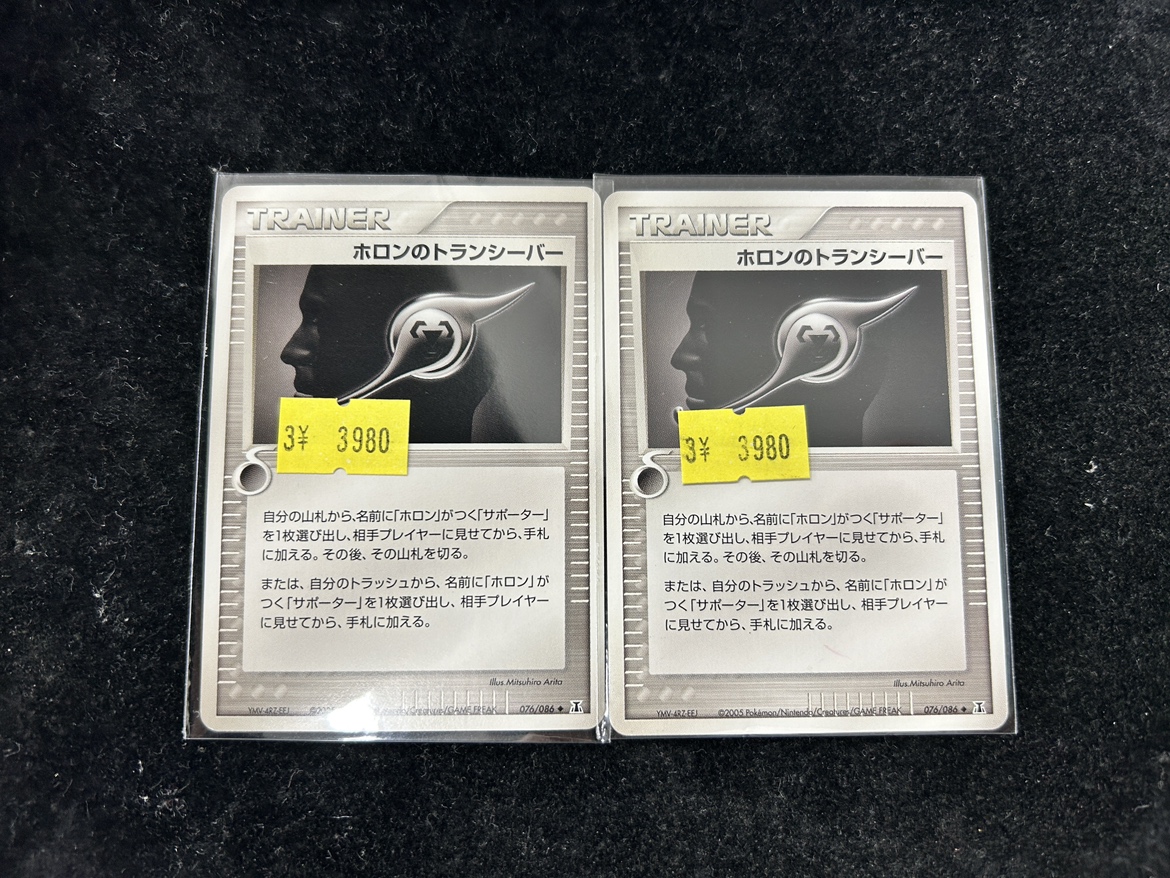 TRAINER
ホロンのトランシーバー
3¥ 3980
自分の山札から、名前に「ホロン」がつく「サポーター」
を1枚選び出し、相手プレイヤーに見せてから、手札
に加える。その後、その山札を切る。
または、自分のトラッシュから、名前に「ホロン」が
つく「サポーター」を1枚選び出し、相手プレイヤー
に見せてから、手札に加える。
Illus.Mitsuhiro Arita
YMV-4RZ-EEJ
/Creatures/GAME FREAK 076/086
TRAINER
ホロンのトランシーバー
3¥ 3980
自分の山札から、名前に「ホロン」がつく「サポーター」
を1枚選び出し、相手プレイヤーに見せてから、手札
に加える。その後、その山札を切る。
または、自分のトラッシュから、名前に「ホロン」が
つく「サポーター」を1枚選び出し、相手プレイヤー
に見せてから、手札に加える。
Illus.Mitsuhiro Arita
YMV-4RZ-EEJ ©2005 Pokémon/Nintendo/Creatures/GAME FREAK 076/086